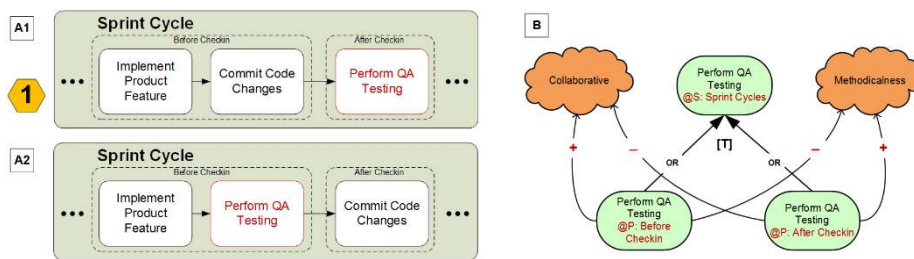 A1
Sprint Cycle
Before Checkin
After Checkin
Implement
Product
Feature
Commit Code
Changes
Perform QA
Testing
1
A2
Sprint Cycle
Before Checkin
After Checkin
Implement
Product
Feature
Perform QA
Testing
Commit Code
Changes
B
Collaborative
Perform QA
Testing
@S: Sprint Cycles
Methodicalness
[T]
+
–
OR
OR
–
+
Perform QA
Testing
@P: Before
Checkin
Perform QA
Testing
@P: After Checkin